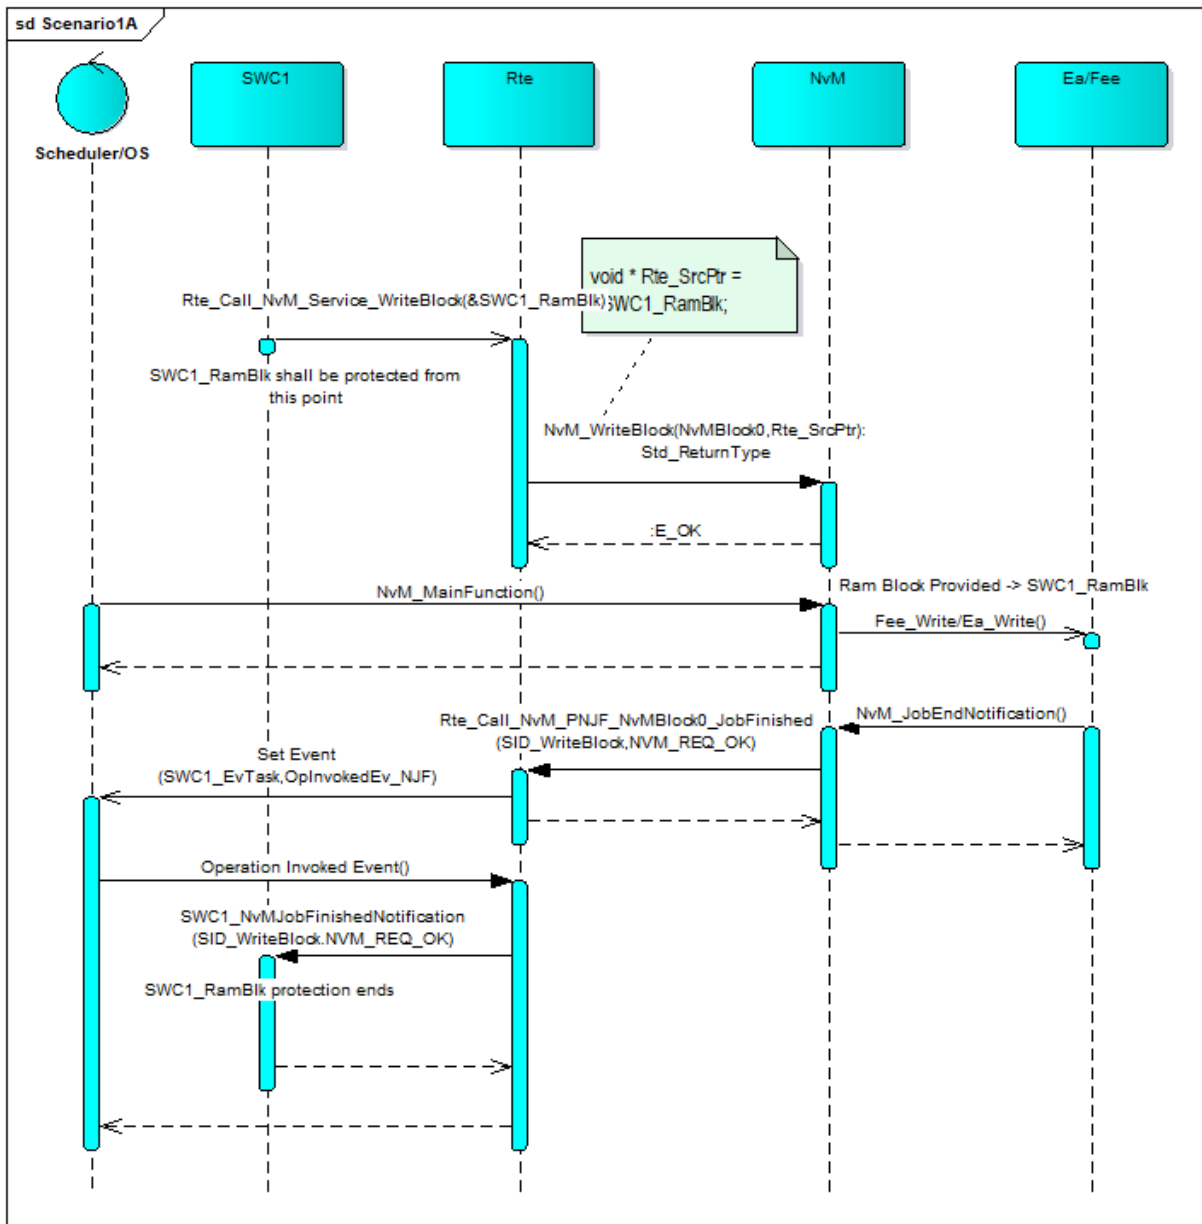 sd Scenario1A
SWC1
Rte
NvM
Ea/Fee
Scheduler/OS
void * Rte_SrcPtr =
SWC1_RamBlk;
Rte_Call_NvM_Service_WriteBlock(&SWC1_RamBlk)
SWC1_RamBlk shall be protected from
this point
NvM_WriteBlock(NvMBlock0,Rte_SrcPtr):
Std_ReturnType
:E_OK
NvM_MainFunction()
Ram Block Provided -> SWC1_RamBlk
Fee_Write/Ea_Write()
NvM_JobEndNotification()
Rte_Call_NvM_PNJF_NvMBlock0_JobFinished
(SID_WriteBlock,NVM_REQ_OK)
Set Event
(SWC1_EvTask,OpInvokedEv_NJF)
Operation Invoked Event()
SWC1_NvMJobFinishedNotification
(SID_WriteBlock.NVM_REQ_OK)
SWC1_RamBlk protection ends